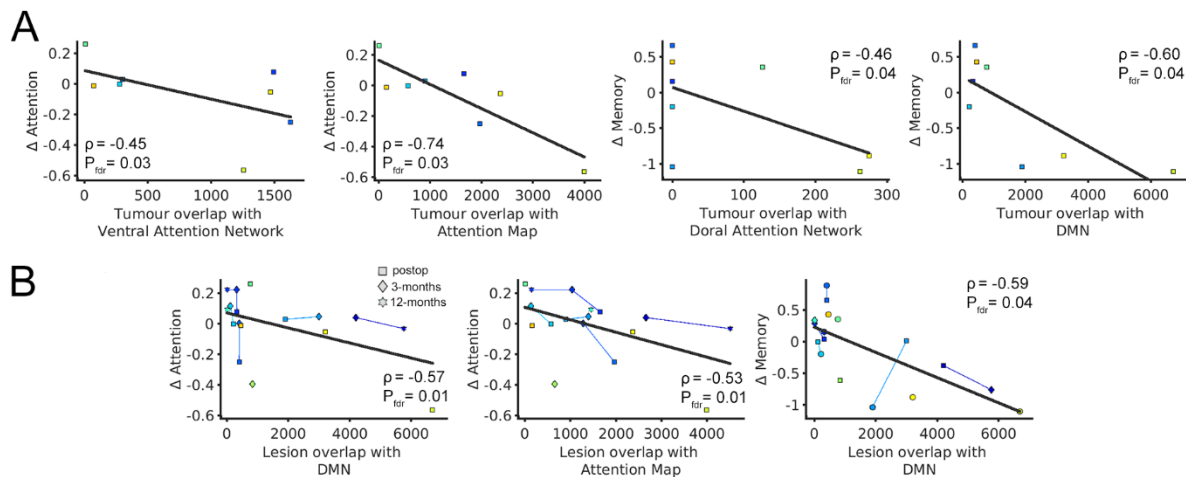 A
0.2
0
-0.2
-0.4
-0.6
Δ Attention
ρ = -0.45
Pfdr= 0.03
0
500
1000
1500
Tumour overlap with
Ventral Attention Network
0.2
0
-0.2
-0.4
-0.6
Δ Attention
ρ = -0.74
Pfdr= 0.03
0
1000
2000
3000
4000
Tumour overlap with
Attention Map
0.5
0
-0.5
-1
Δ Memory
ρ = -0.46
Pfdr= 0.04
0
100
200
300
Tumour overlap with
Doral Attention Network
0.5
0
-0.5
-1
Δ Memory
ρ = -0.60
Pfdr= 0.04
0
2000
4000
6000
Tumour overlap with
DMN
B
0.2
0
-0.2
-0.4
-0.6
Δ Attention
postop
3-months
12-months
ρ = -0.57
Pfdr= 0.01
0
2000
4000
6000
Lesion overlap with
DMN
0.2
0
-0.2
-0.4
-0.6
Δ Attention
ρ = -0.53
Pfdr= 0.01
0
1000
2000
3000
4000
Lesion overlap with
Attention Map
1
0.5
0
-0.5
-1
Δ Memory
ρ = -0.59
Pfdr= 0.04
0
2000
4000
6000
Lesion overlap with
DMN